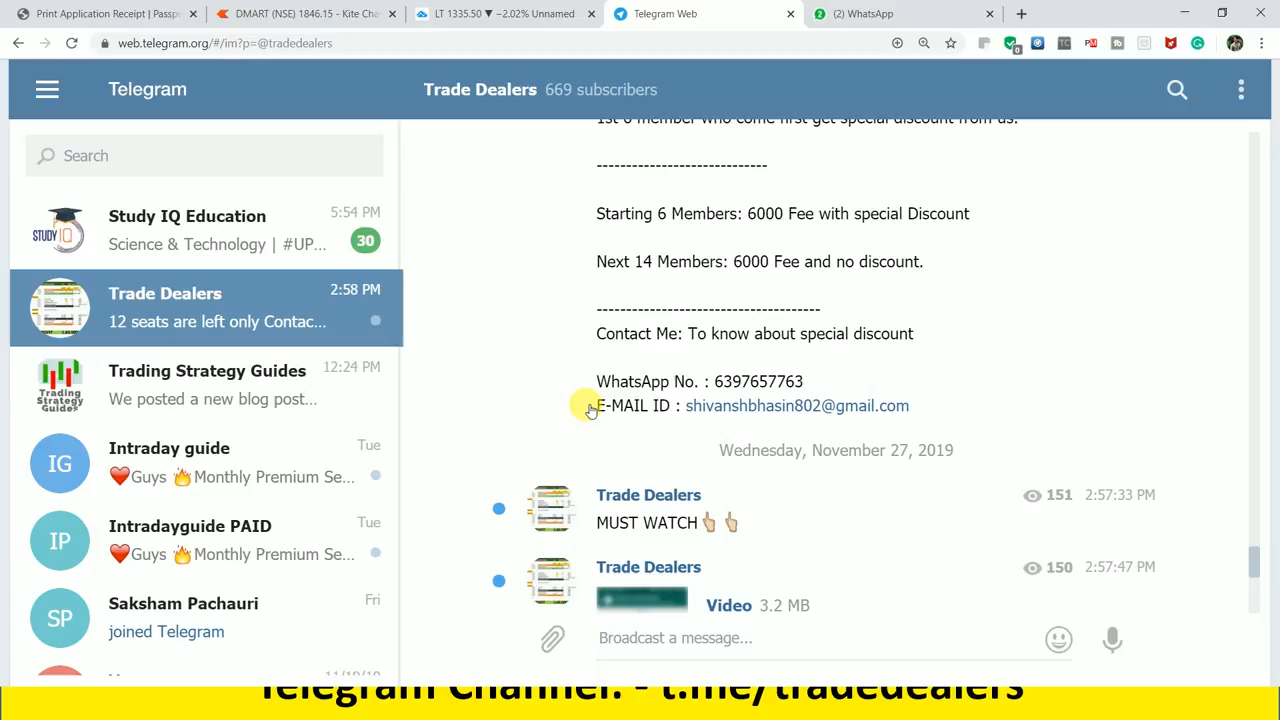 Print Application Receipt | Passp
DMART (NSE) 1846.15 - Kite Cha
LT 1335.50 ▼ −2.02% Unnamed
Telegram Web
(2) WhatsApp
web.telegram.org/#/im?p=@tradedealers
Telegram
Trade Dealers 669 subscribers
Search
1st 6 member who come first get special discount from us.
-----------------------------
Study IQ Education 5:54 PM
Science & Technology | #UP... 30
Starting 6 Members: 6000 Fee with special Discount
Next 14 Members: 6000 Fee and no discount.
Trade Dealers 2:58 PM
12 seats are left only Contac...
--------------------------------------
Contact Me: To know about special discount
Trading Strategy Guides 12:24 PM
We posted a new blog post...
WhatsApp No. : 6397657763
E-MAIL ID : shivanshbhasin802@gmail.com
IG
Intraday guide Tue
❤️Guys 🔥Monthly Premium Se...
Wednesday, November 27, 2019
Trade Dealers 151 2:57:33 PM
MUST WATCH👆🏼 👆🏼
IP
Intradayguide PAID Tue
❤️Guys 🔥Monthly Premium Se...
Trade Dealers 150 2:57:47 PM
Video 3.2 MB
SP
Saksham Pachauri Fri
joined Telegram
Broadcast a message...
Telegram Channel: - t.me/tradedealers